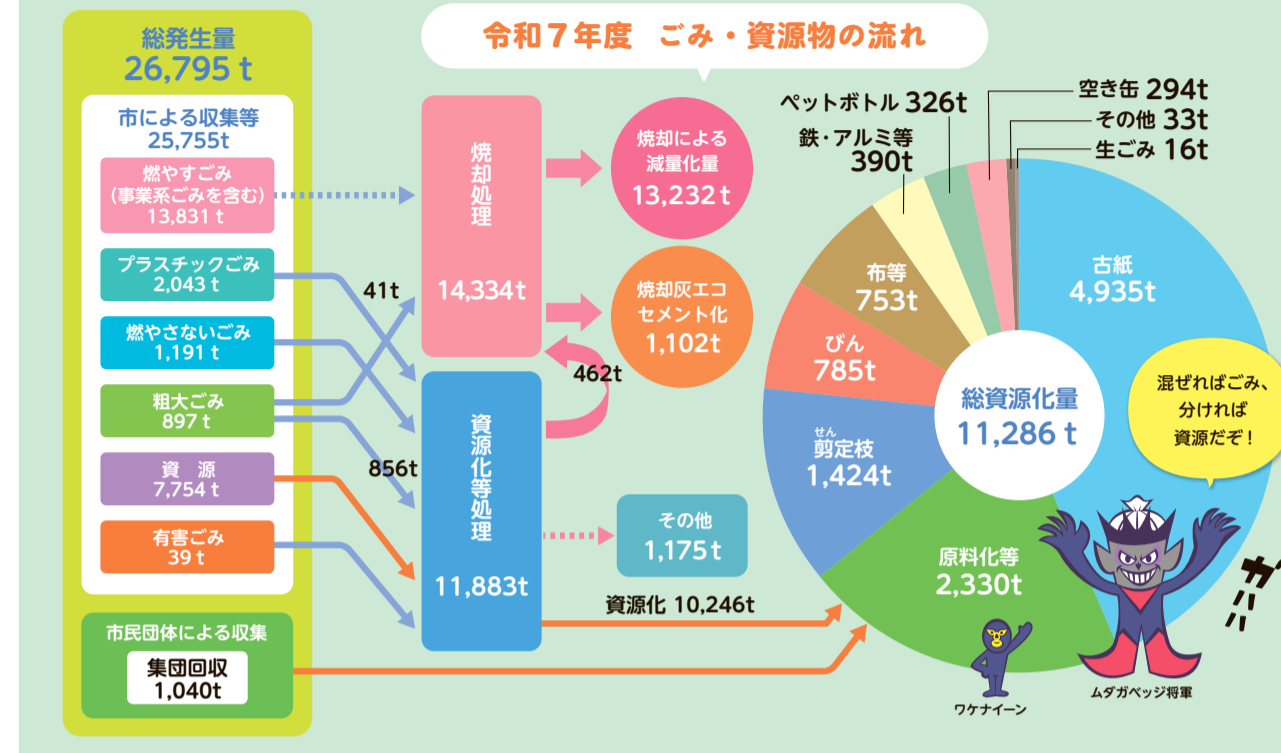 令和７年度 ごみ・資源物の流れ
総発生量
26,795 t
市による収集等
25,755t
燃やすごみ
(事業系ごみを含む)
13,831 t
プラスチックごみ
2,043 t
燃やさないごみ
1,191 t
粗大ごみ
897 t
資 源
7,754 t
有害ごみ
39 t
市民団体による収集
集団回収
1,040t
41t
856t
焼却処理
14,334t
462t
資源化等処理
11,883t
焼却による
減量化量
13,232 t
焼却灰エコ
セメント化
1,102t
その他
1,175 t
資源化 10,246t
ペットボトル 326t
鉄・アルミ等
390t
空き缶 294t
その他 33t
生ごみ 16t
古紙
4,935t
布等
753t
びん
785t
せん
剪定枝
1,424t
原料化等
2,330t
総資源化量
11,286 t
混ぜればごみ、
分ければ
資源だぞ！
ワケナイーン
ムダガベッジ将軍